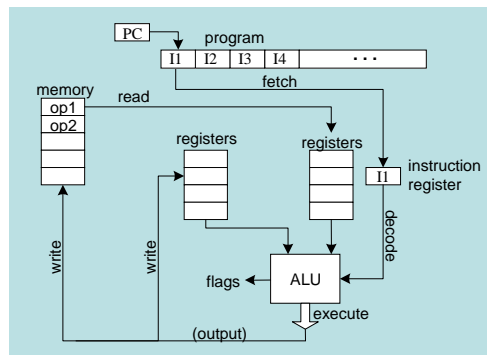 PC
program
I1 I2 I3 I4 ...
fetch
memory
op1
op2
read
registers
registers
I1
instruction
register
decode
write
write
flags
ALU
execute
(output)